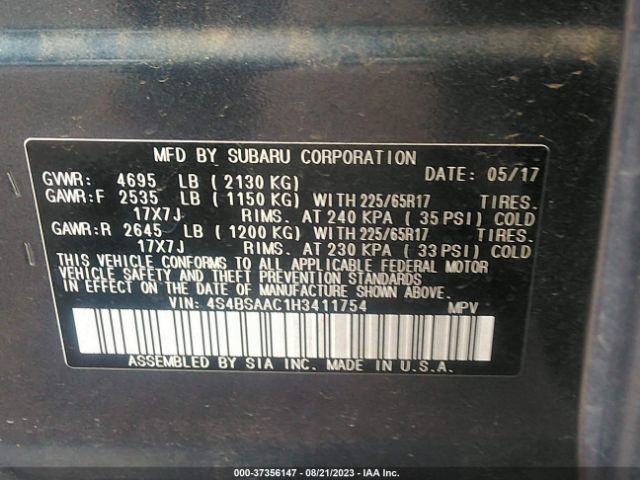 MFD BY SUBARU CORPORATION DATE: 05/17
GVWR: 4695 LB (2130 KG)
GAWR:F 2535 LB (1150 KG) WITH 225/65R17 TIRES.
17X7J RIMS. AT 240 KPA (35 PSI) COLD
GAWR:R 2645 LB (1200 KG) WITH 225/65R17 TIRES.
17X7J RIMS. AT 230 KPA (33 PSI) COLD
THIS VEHICLE CONFORMS TO ALL APPLICABLE FEDERAL MOTOR
VEHICLE SAFETY AND THEFT PREVENTION STANDARDS
IN EFFECT ON THE DATE OF MANUFACTURE SHOWN ABOVE.
VIN: 4S4BSAAC1H3411754 MPV
ASSEMBLED BY SIA INC. MADE IN U.S.A.
000-37356147 - 08/21/2023 - IAA Inc.